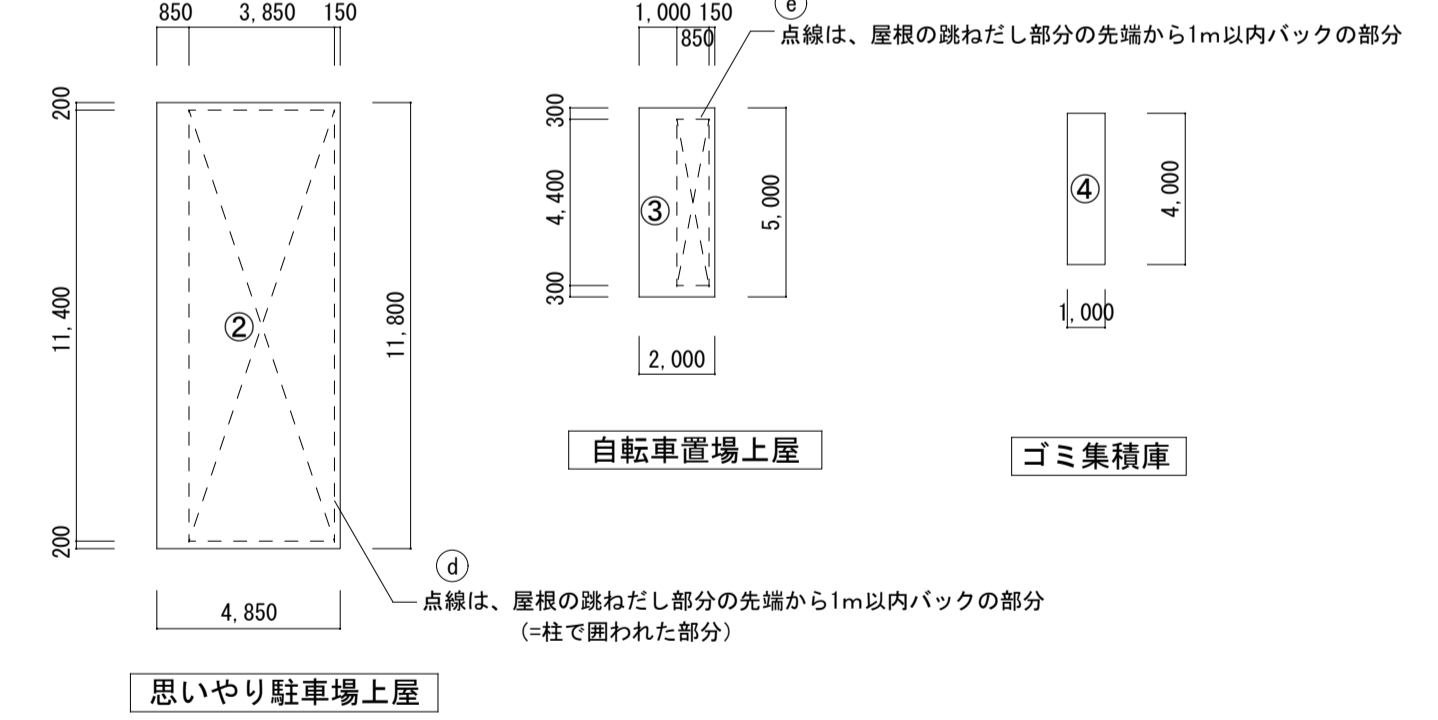 850 3,850 150
200
11,400
200
②
11,800
4,850
ⓓ
点線は、屋根の跳ねだし部分の先端から1m以内バックの部分
(=柱で囲われた部分)
思いやり駐車場上屋
1,000 150
850
ⓔ
点線は、屋根の跳ねだし部分の先端から1m以内バックの部分
300
4,400
300
③
5,000
2,000
自転車置場上屋
④
4,000
1,000
ゴミ集積庫